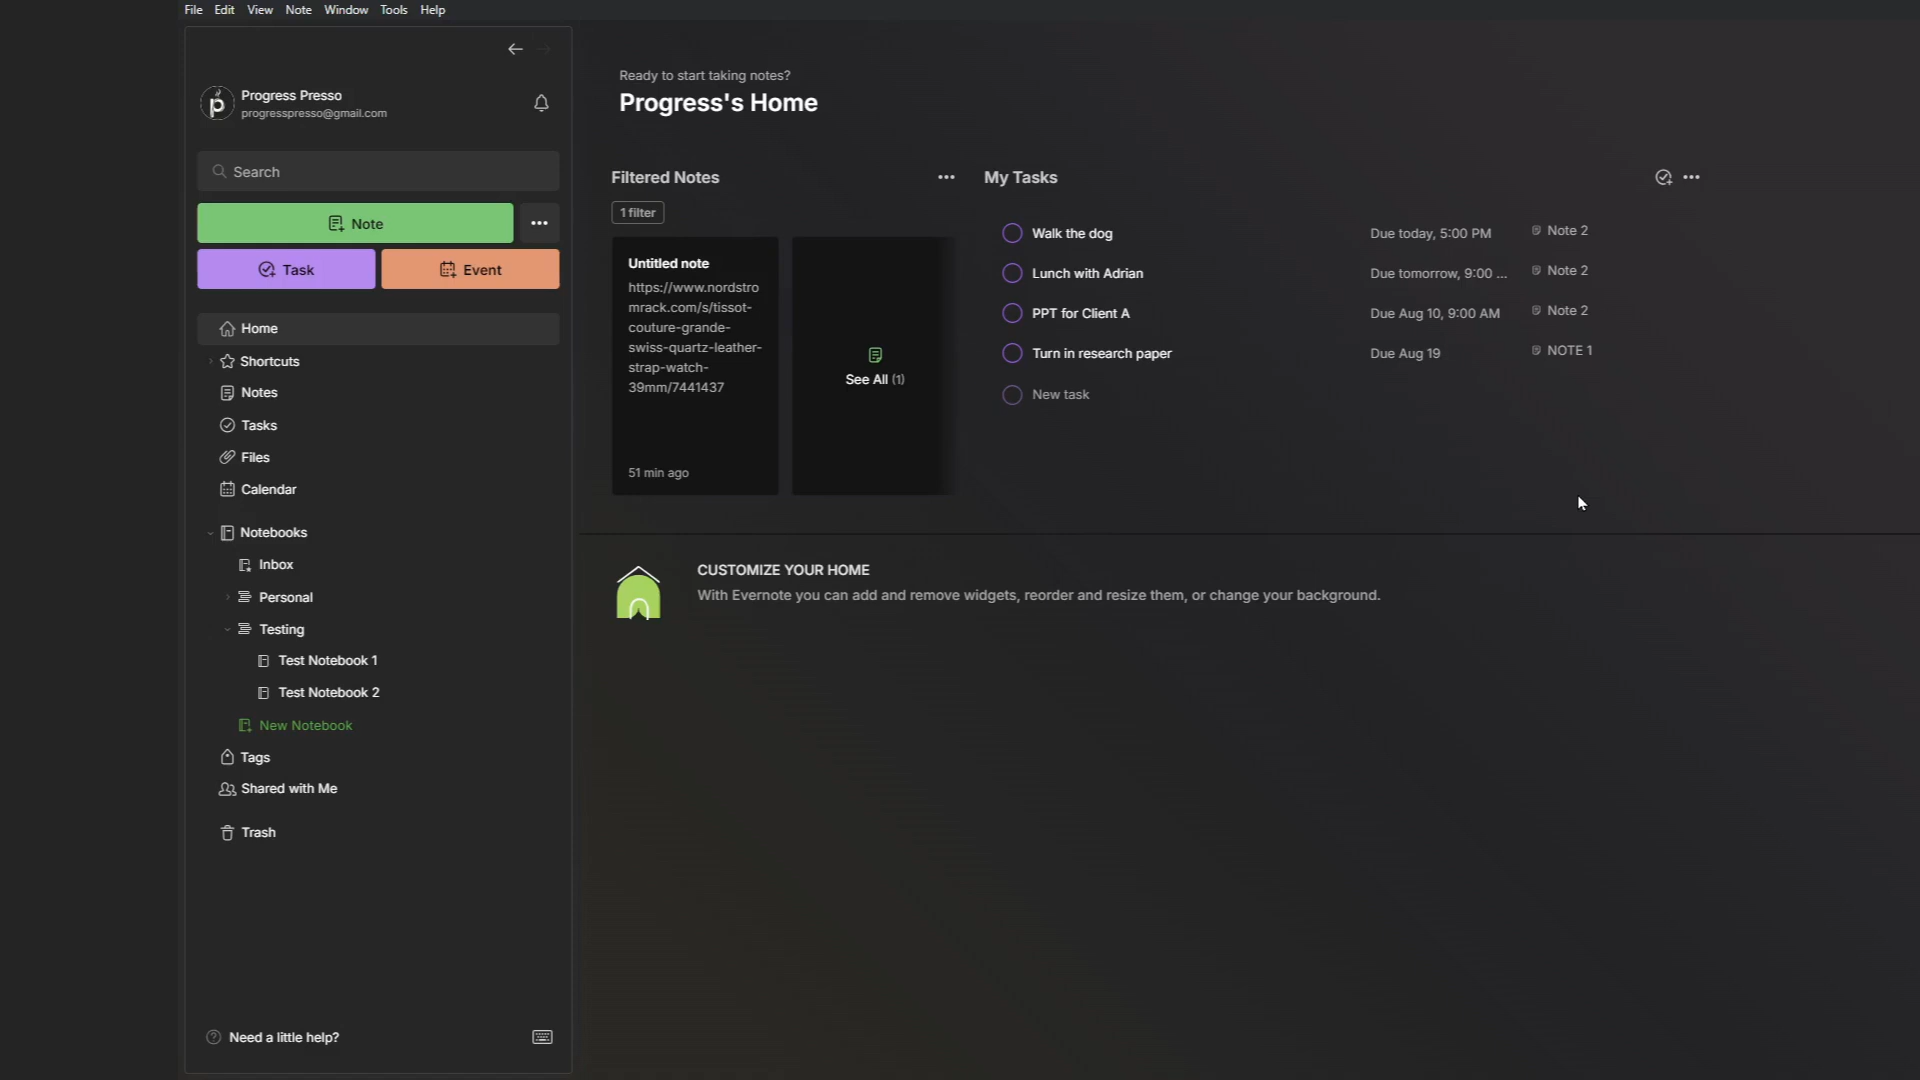 File Edit View Note Window Tools Help
Progress Presso
progresspresso@gmail.com
Search
Note
Task
Event
Home
Shortcuts
Notes
Tasks
Files
Calendar
Notebooks
Inbox
Personal
Testing
Test Notebook 1
Test Notebook 2
New Notebook
Tags
Shared with Me
Trash
Need a little help?
Ready to start taking notes?
Progress's Home
Filtered Notes
1 filter
Untitled note
https://www.nordstro
mrack.com/s/tissot-
couture-grande-
swiss-quartz-leather-
strap-watch-
39mm/7441437
51 min ago
See All (1)
My Tasks
Walk the dog Due today, 5:00 PM Note 2
Lunch with Adrian Due tomorrow, 9:00 ... Note 2
PPT for Client A Due Aug 10, 9:00 AM Note 2
Turn in research paper Due Aug 19 NOTE 1
New task
CUSTOMIZE YOUR HOME
With Evernote you can add and remove widgets, reorder and resize them, or change your background.